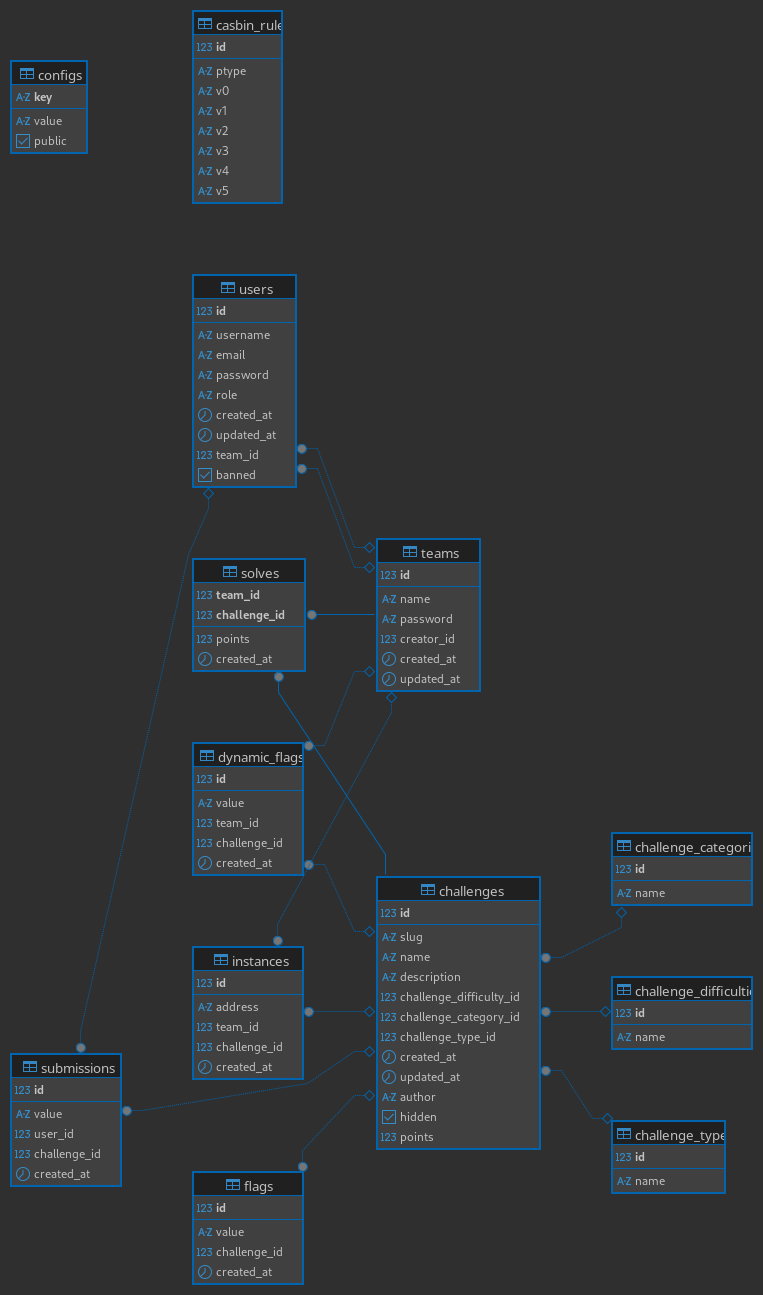 configs
key
value
public
casbin_rule
123 id
ptype
v0
v1
v2
v3
v4
v5
users
123 id
A-Z username
A-Z email
A-Z password
A-Z role
created_at
updated_at
123 team_id
banned
teams
123 id
A-Z name
A-Z password
123 creator_id
created_at
updated_at
solves
123 team_id
123 challenge_id
123 points
created_at
dynamic_flags
123 id
A-Z value
123 team_id
123 challenge_id
created_at
challenges
123 id
A-Z slug
A-Z name
A-Z description
123 challenge_difficulty_id
123 challenge_category_id
123 challenge_type_id
created_at
updated_at
A-Z author
hidden
123 points
challenge_categori
123 id
A-Z name
challenge_difficulti
123 id
A-Z name
challenge_type
123 id
A-Z name
instances
123 id
A-Z address
123 team_id
123 challenge_id
created_at
submissions
123 id
A-Z value
123 user_id
123 challenge_id
created_at
flags
123 id
A-Z value
123 challenge_id
created_at